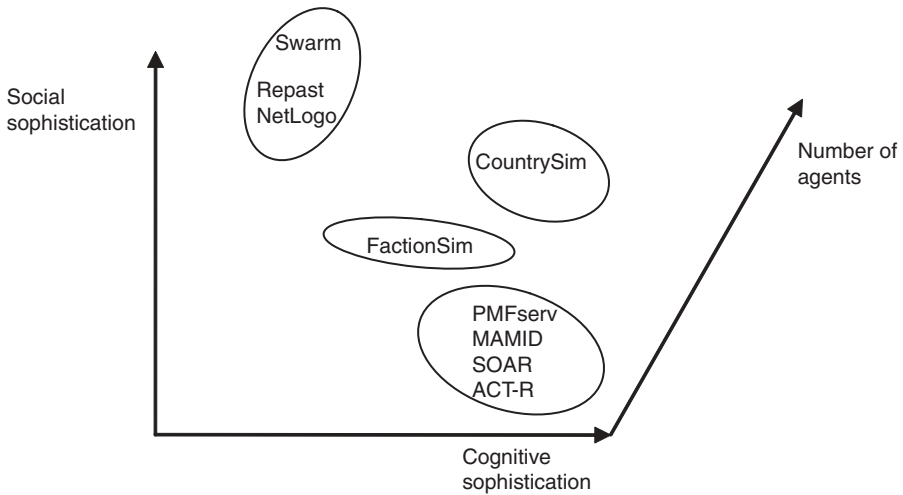 Swarm
Repast
NetLogo
Social
sophistication
CountrySim
Number of
agents
FactionSim
PMFserv
MAMID
SOAR
ACT-R
Cognitive
sophistication